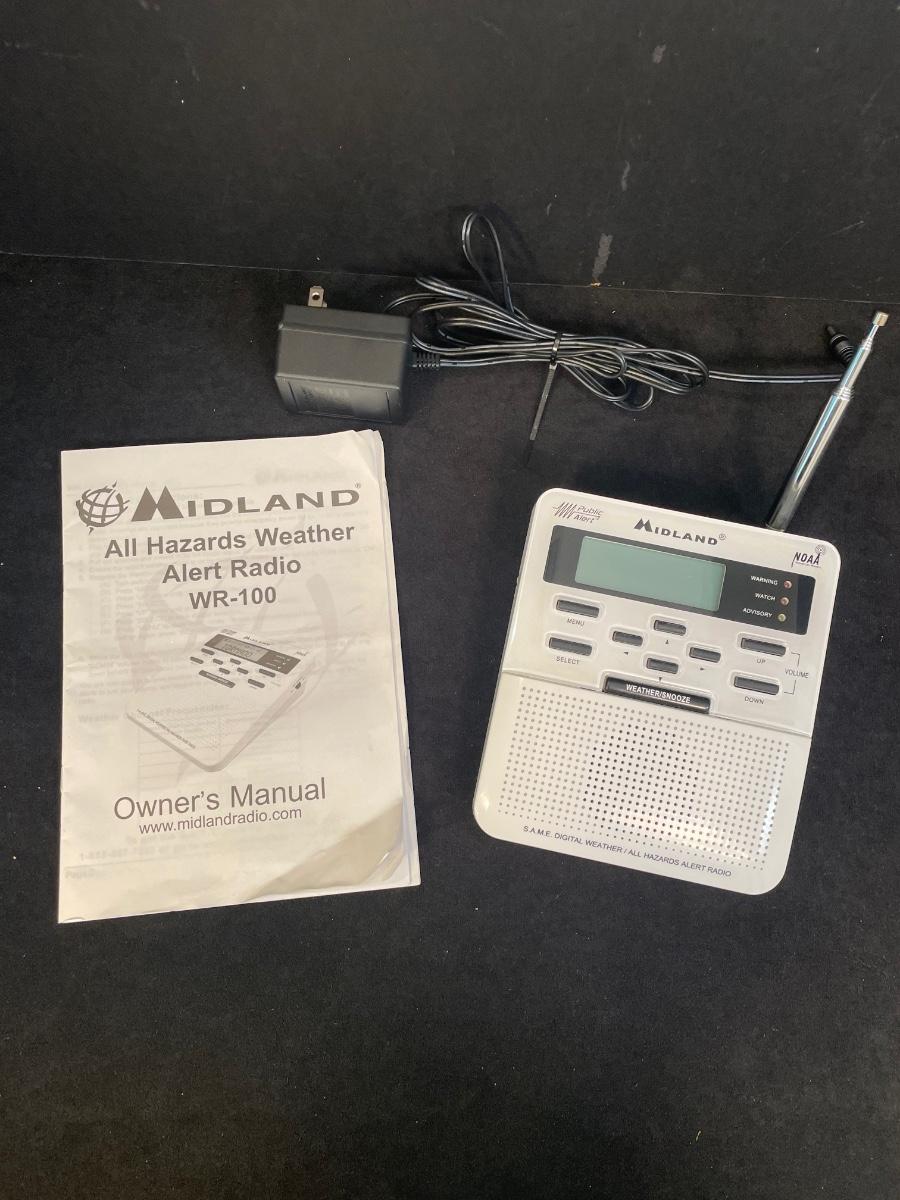 MIDLAND®
All Hazards Weather
Alert Radio
WR-100
Owner's Manual
www.midlandradio.com
Public
Alert
MIDLAND®
NOAA
WARNING
WATCH
ADVISORY
MENU
SELECT
UP
VOLUME
DOWN
WEATHER/SNOOZE
S.A.M.E. DIGITAL WEATHER / ALL HAZARDS ALERT RADIO